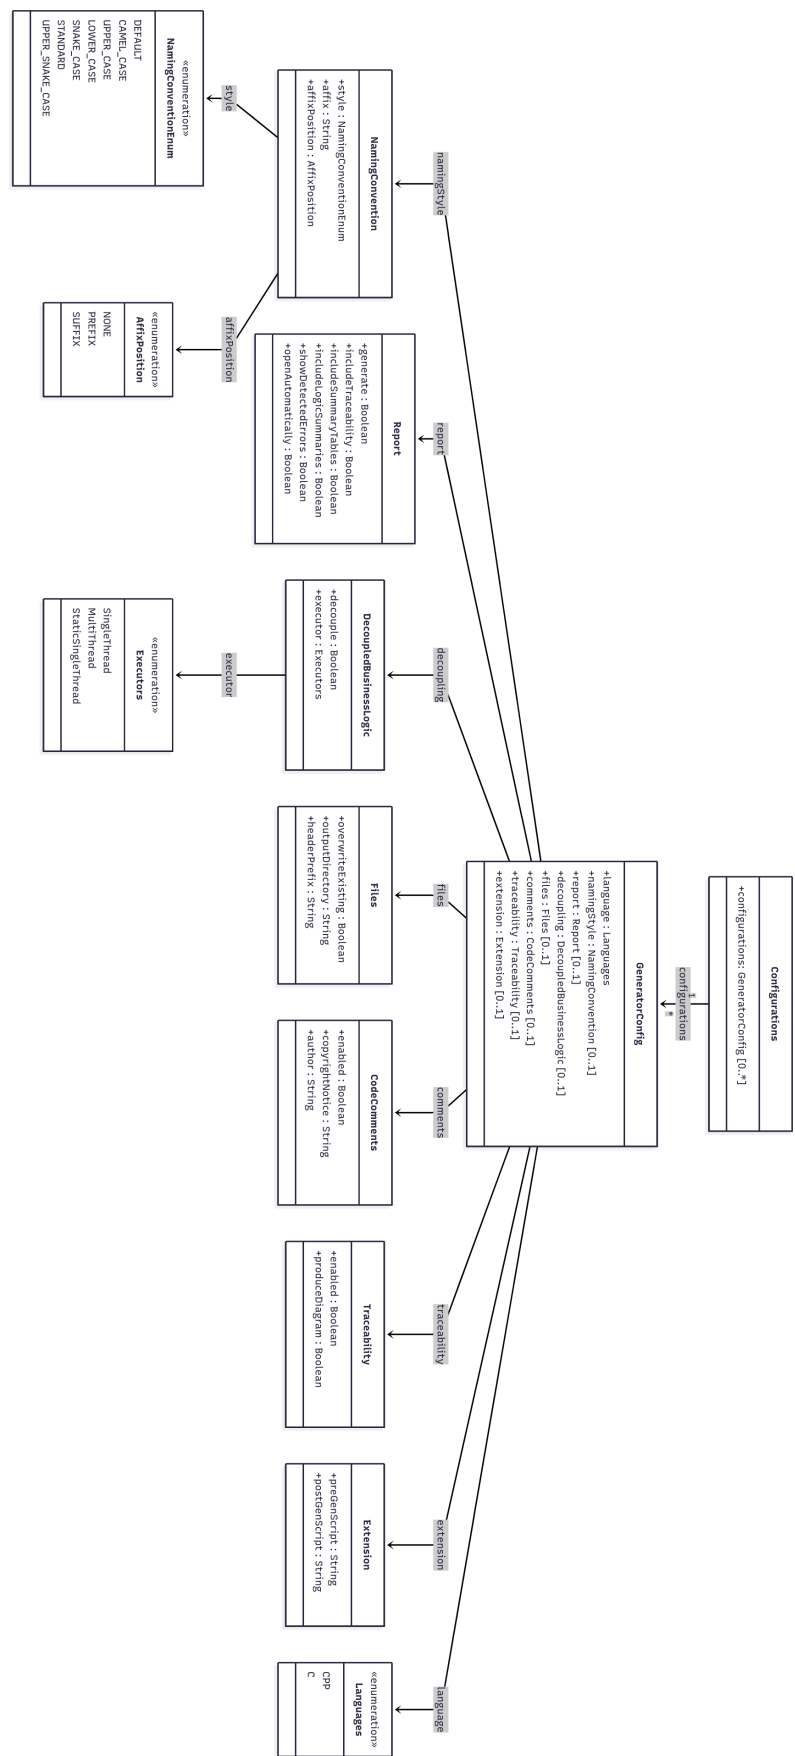 Configurations
+configurations: GeneratorConfig [0..*]
1
configurations
*
GeneratorConfig
+language : Languages
+namingStyle : NamingConvention [0..1]
+report : Report [0..1]
+decoupling : DecoupledBusinessLogic [0..1]
+files : Files [0..1]
+comments : CodeComments [0..1]
+traceability : Traceability [0..1]
+extension : Extension [0..1]
namingStyle
report
decoupling
files
comments
traceability
extension
language
NamingConvention
+style : NamingConventionEnum
+affix : String
+affixPosition : AffixPosition
Report
+generate : Boolean
+includeTraceability : Boolean
+includeSummaryTables : Boolean
+includeLogicSummaries : Boolean
+showDetectedErrors : Boolean
+openAutomatically : Boolean
DecoupledBusinessLogic
+decouple : Boolean
+executor : Executors
Files
+overwriteExisting : Boolean
+outputDirectory : String
+headerPrefix : String
CodeComments
+enabled : Boolean
+copyrightNotice : String
+author : String
Traceability
+enabled : Boolean
+produceDiagram : Boolean
Extension
+preGenScript : String
+postGenScript : String
«enumeration»
Languages
CPP
C
style
affixPosition
executor
«enumeration»
NamingConventionEnum
DEFAULT
CAMEL_CASE
UPPER_CASE
LOWER_CASE
SNAKE_CASE
STANDARD
UPPER_SNAKE_CASE
«enumeration»
AffixPosition
NONE
PREFIX
SUFFIX
«enumeration»
Executors
SingleThread
MultiThread
StaticSingleThread